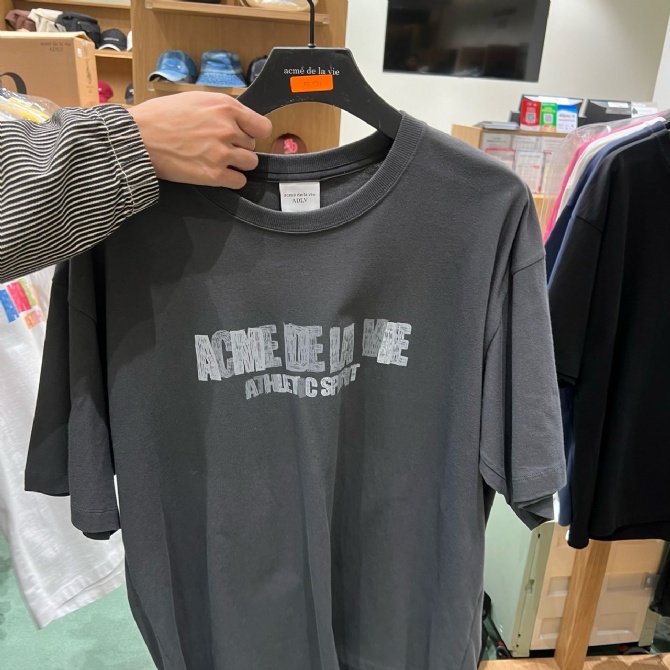 acmé de la vie
acmé de la vie
ADLV
ACME DE LA VIE
ATHLETIC SPIRIT